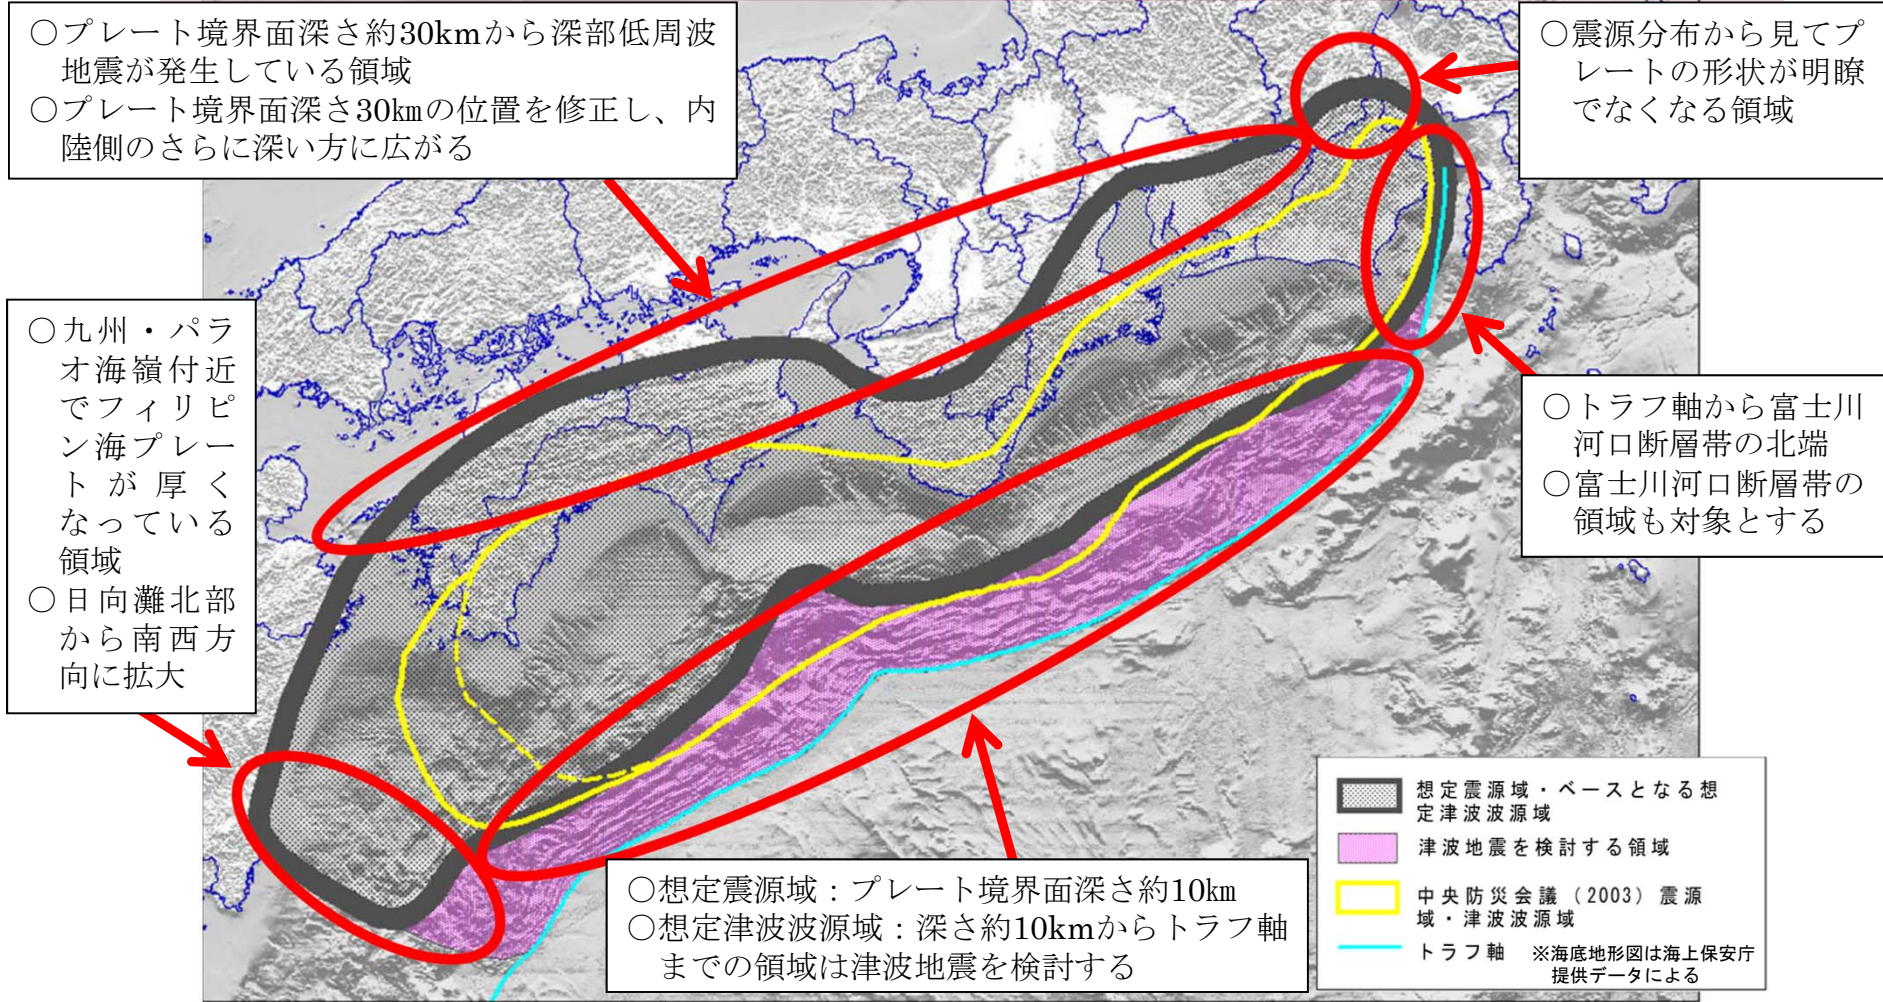 ○プレート境界面深さ約30kmから深部低周波
地震が発生している領域
○プレート境界面深さ30㎞の位置を修正し、内
陸側のさらに深い方に広がる
○震源分布から見てプ
レートの形状が明瞭
でなくなる領域
○九州・パラ
オ海嶺付近
でフィリピ
ン海プレー
トが厚く
なっている
領域
○日向灘北部
から南西方
向に拡大
○トラフ軸から富士川
河口断層帯の北端
○富士川河口断層帯の
領域も対象とする
○想定震源域：プレート境界面深さ約10㎞
○想定津波波源域：深さ約10kmからトラフ軸
までの領域は津波地震を検討する
想定震源域・ベースとなる想
定津波波源域
津波地震を検討する領域
中央防災会議（2003）震源
域・津波波源域
トラフ軸
※海底地形図は海上保安庁
提供データによる